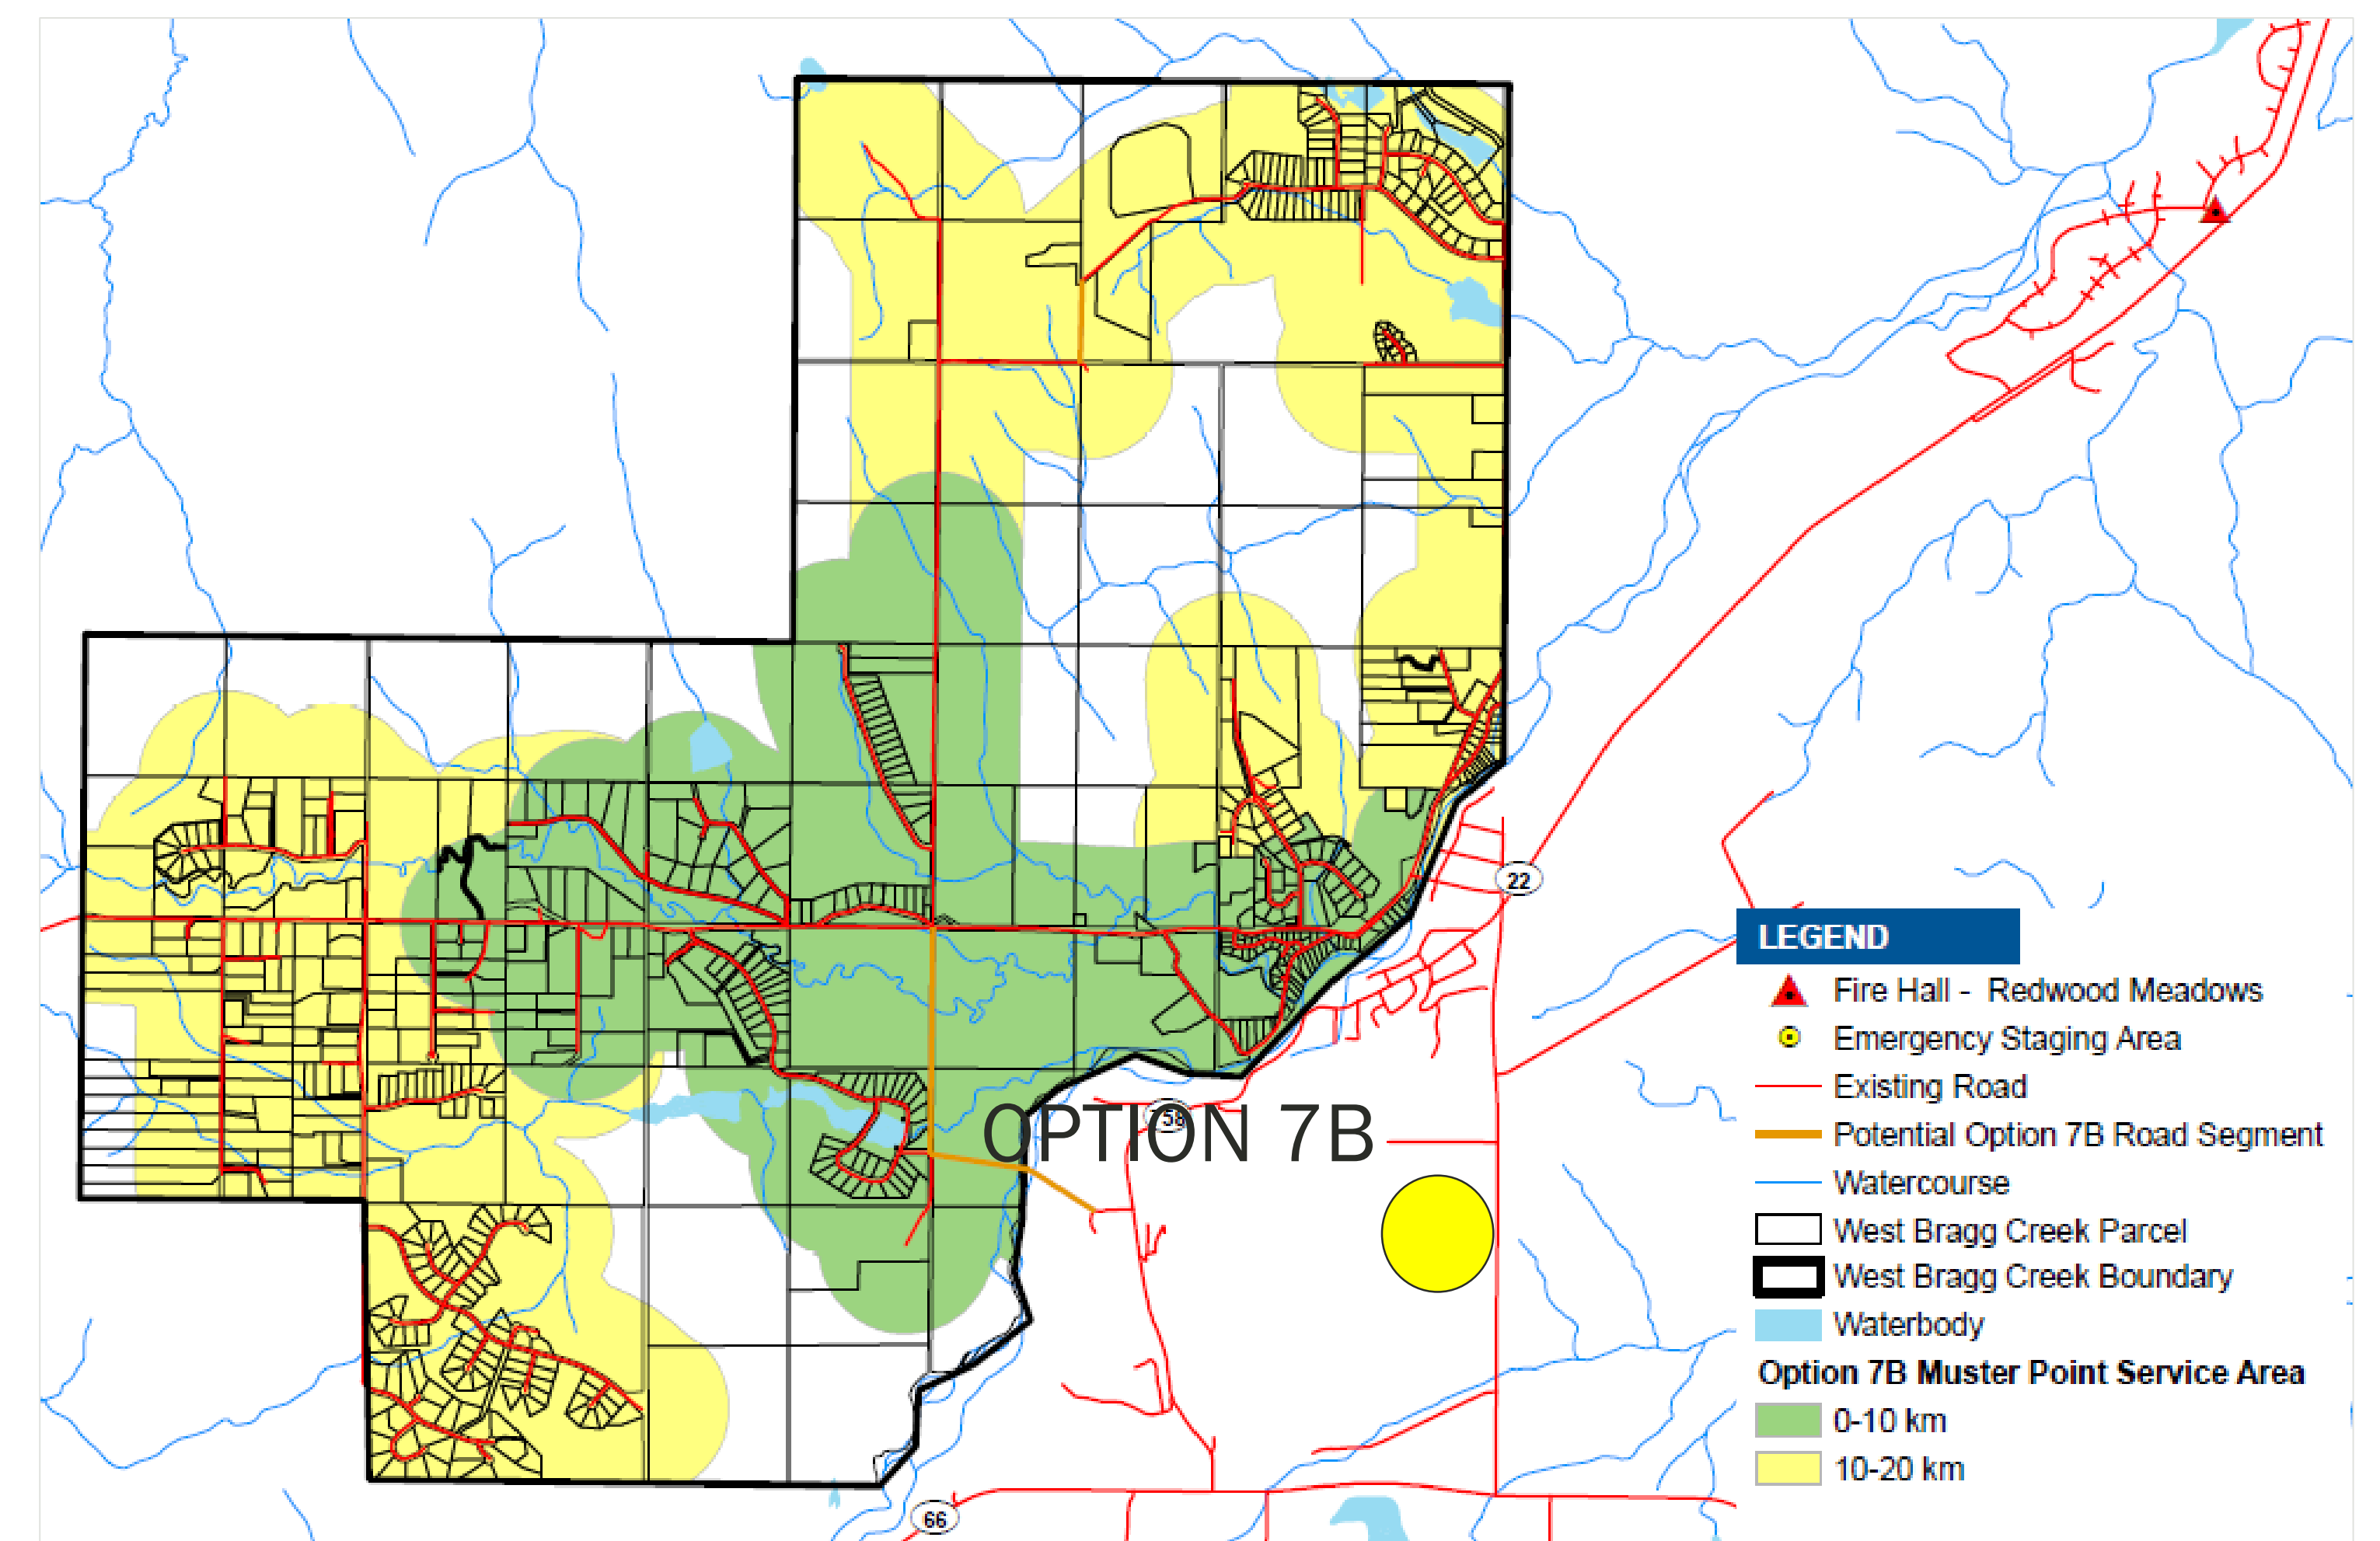 22
LEGEND
Fire Hall - Redwood Meadows
Emergency Staging Area
Existing Road
758
OPTION 7B
Potential Option 7B Road Segment
Watercourse
West Bragg Creek Parcel
West Bragg Creek Boundary
Waterbody
Option 7B Muster Point Service Area
0-10 km
10-20 km
66